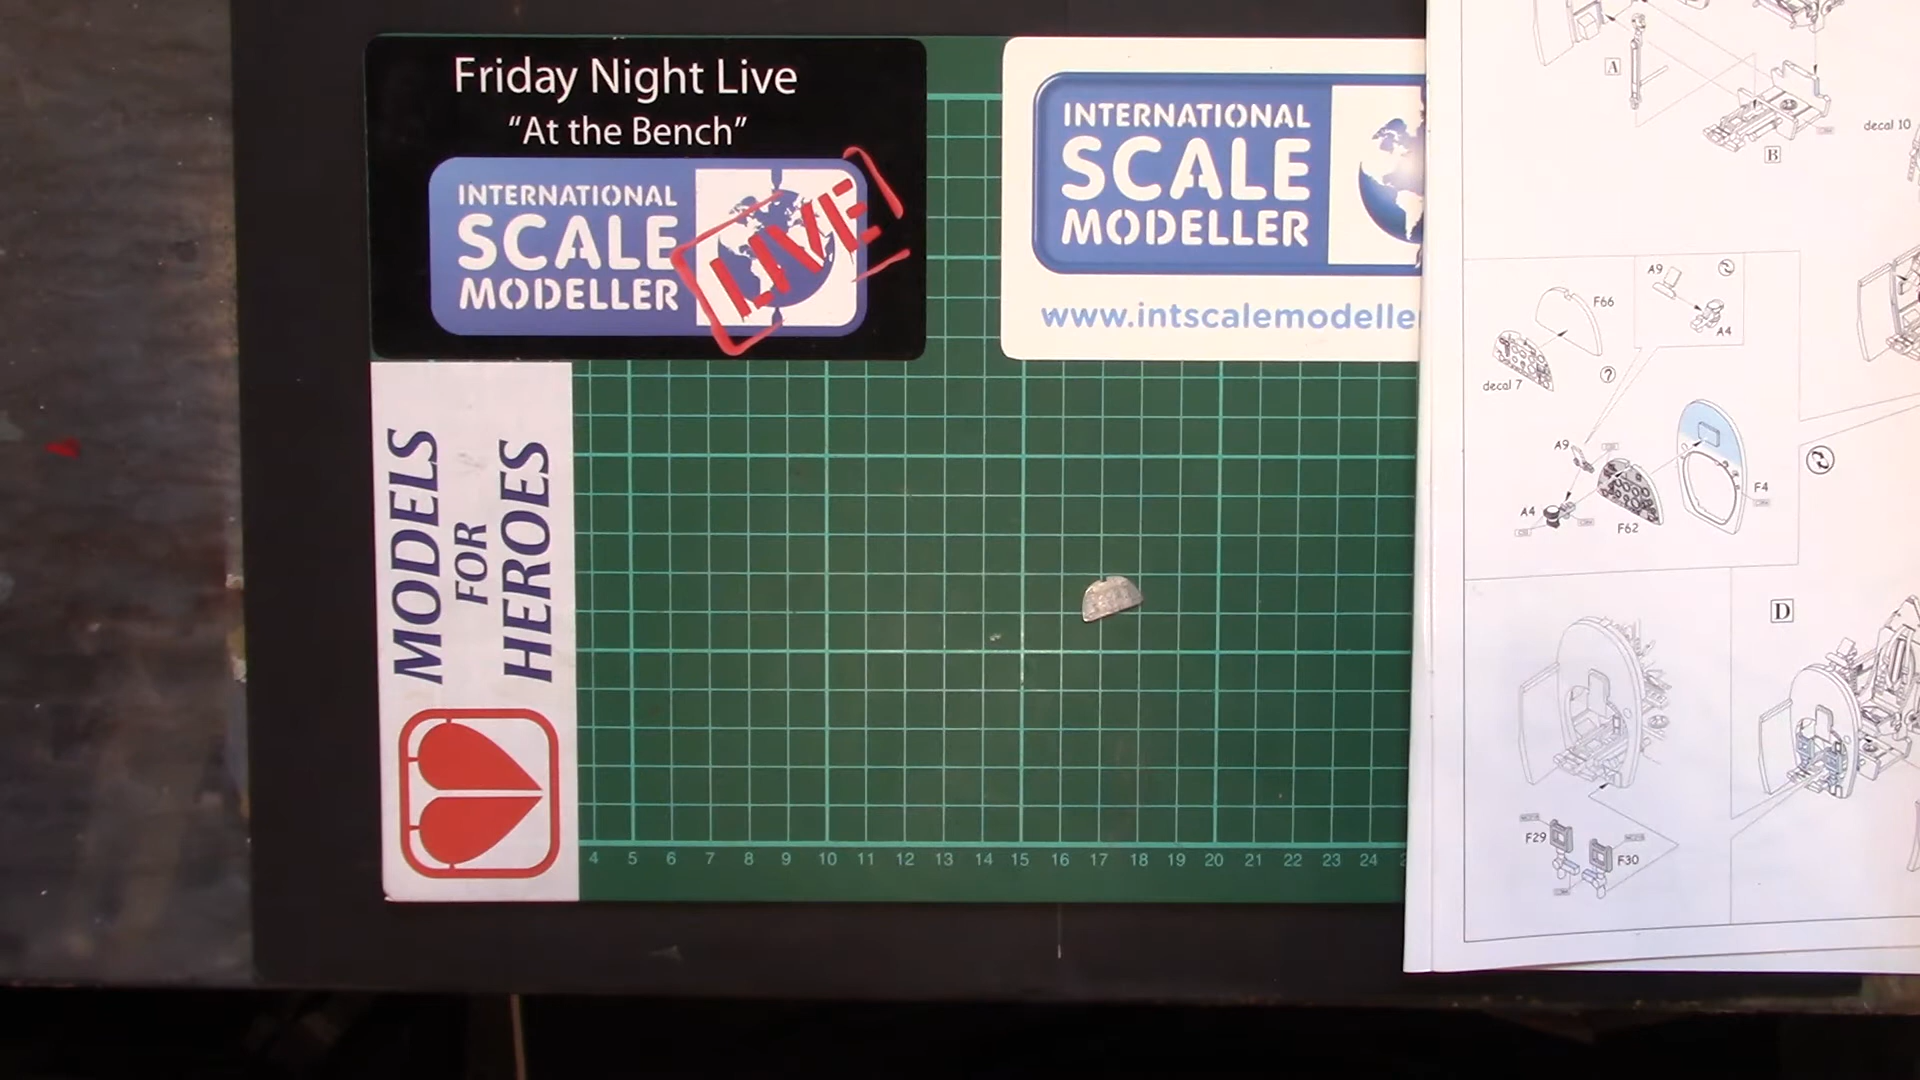 Friday Night Live
“At the Bench”
INTERNATIONAL
SCALE
MODELLER
LIVE
INTERNATIONAL
SCALE
MODELLER
www.intscalemodelle
MODELS
FOR
HEROES
4 5 6 7 8 9 10 11 12 13 14 15 16 17 18 19 20 21 22 23 24
A
B
decal 10
A9
A4
F66
decal 7
?
A9
A4
F62
F4
D
F29
F30